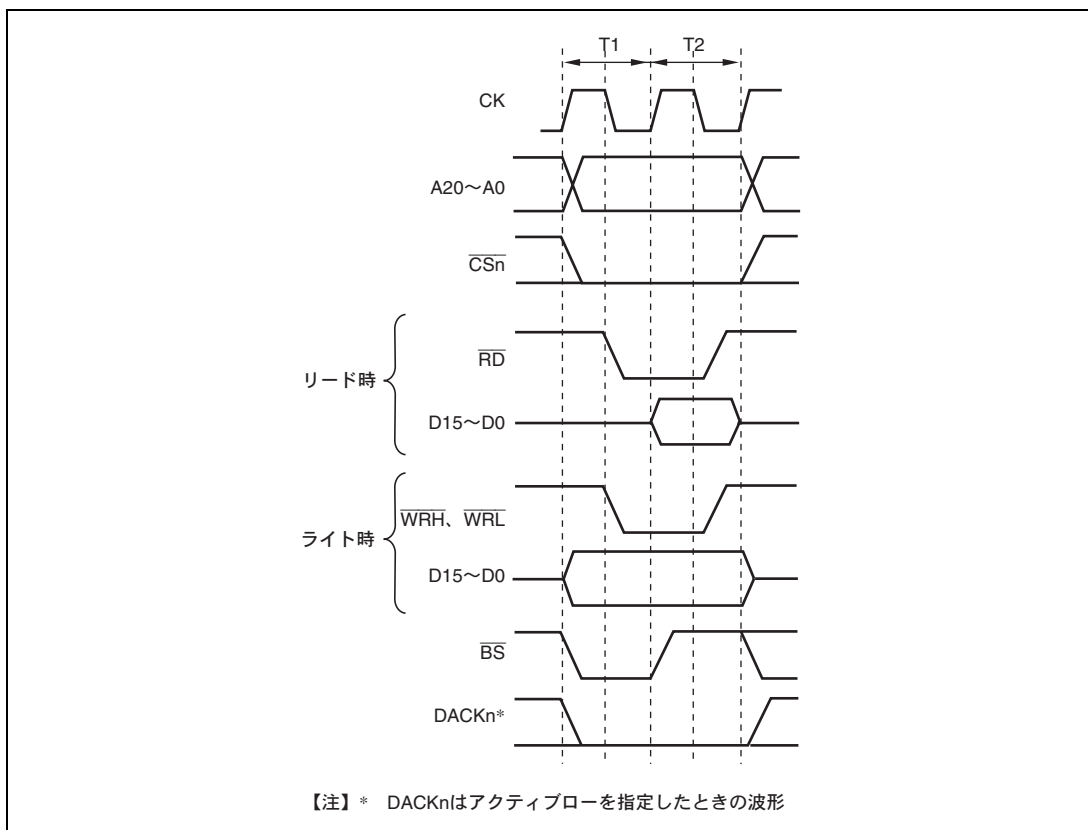 T1 T2
CK
A20～A0
CSn
リード時
RD
D15～D0
ライト時
WRH、WRL
D15～D0
BS
DACKn*
【注】* DACKnはアクティブローを指定したときの波形